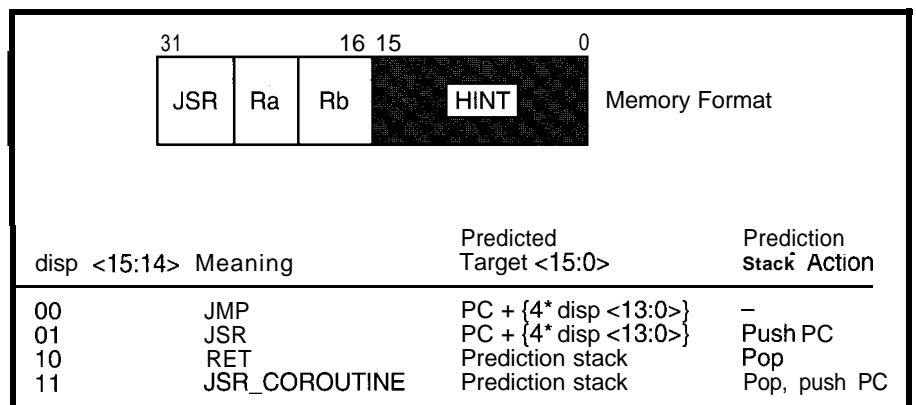 31 16 15 0
JSR Ra Rb HINT Memory Format
Predicted Prediction
disp <15:14> Meaning Target <15:0> Stack Action
00 JMP PC + {4* disp <13:0>} –
01 JSR PC + {4* disp <13:0>} Push PC
10 RET Prediction stack Pop
11 JSR_COROUTINE Prediction stack Pop, push PC